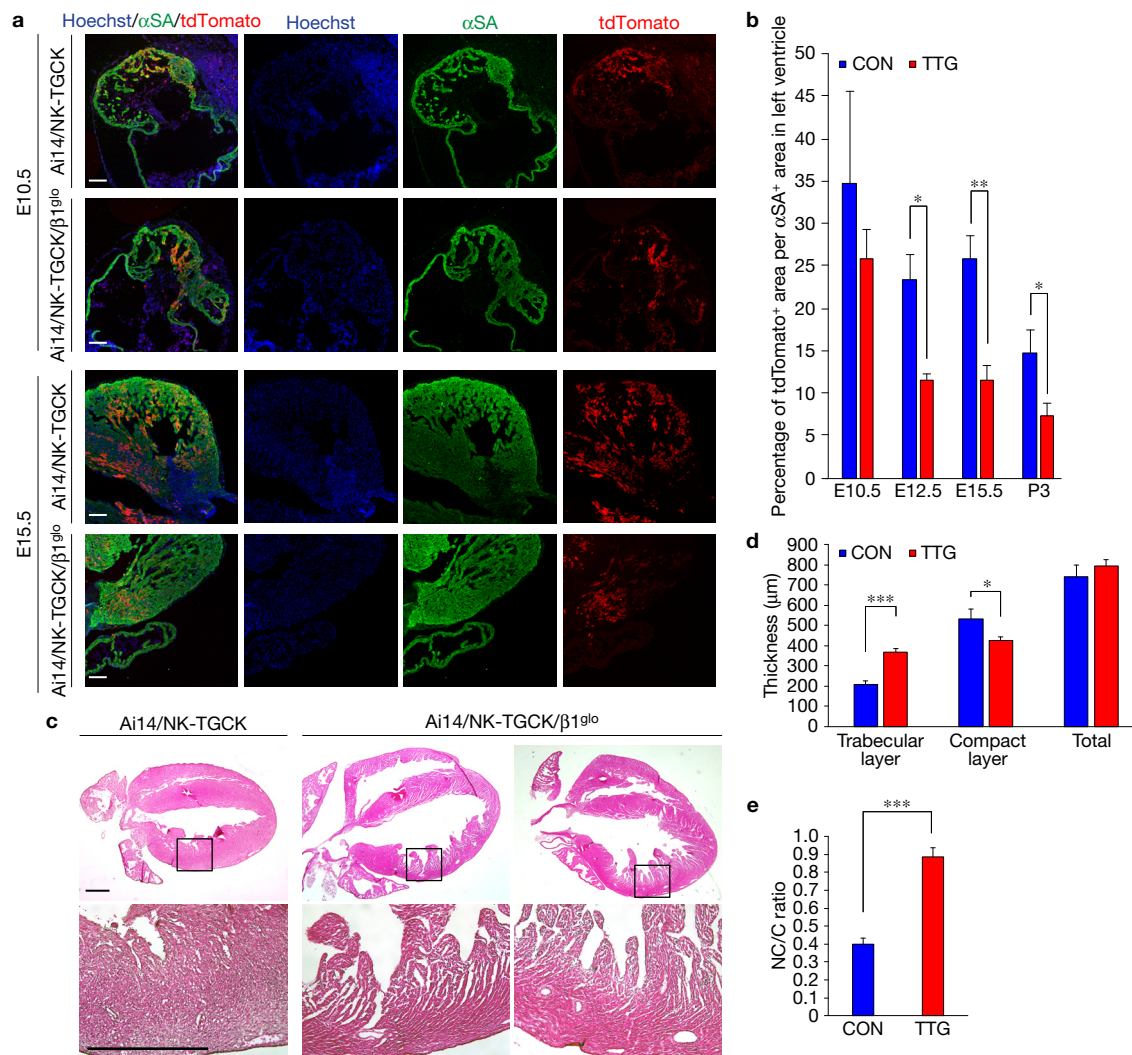 a
Hoechst/αSA/tdTomato
Hoechst
αSA
tdTomato
E10.5
Ai14/NK-TGCK
Ai14/NK-TGCK/β1glo
E15.5
Ai14/NK-TGCK
Ai14/NK-TGCK/β1glo
b
Percentage of tdTomato+ area per αSA+ area in left ventricle
50
45
40
35
30
25
20
15
10
5
0
CON
TTG
*
**
*
E10.5
E12.5
E15.5
P3
c
Ai14/NK-TGCK
Ai14/NK-TGCK/β1glo
d
Thickness (μm)
900
800
700
600
500
400
300
200
100
0
CON
TTG
***
*
Trabecular
layer
Compact
layer
Total
e
NC/C ratio
1.0
0.9
0.8
0.7
0.6
0.5
0.4
0.3
0.2
0.1
0
***
CON
TTG